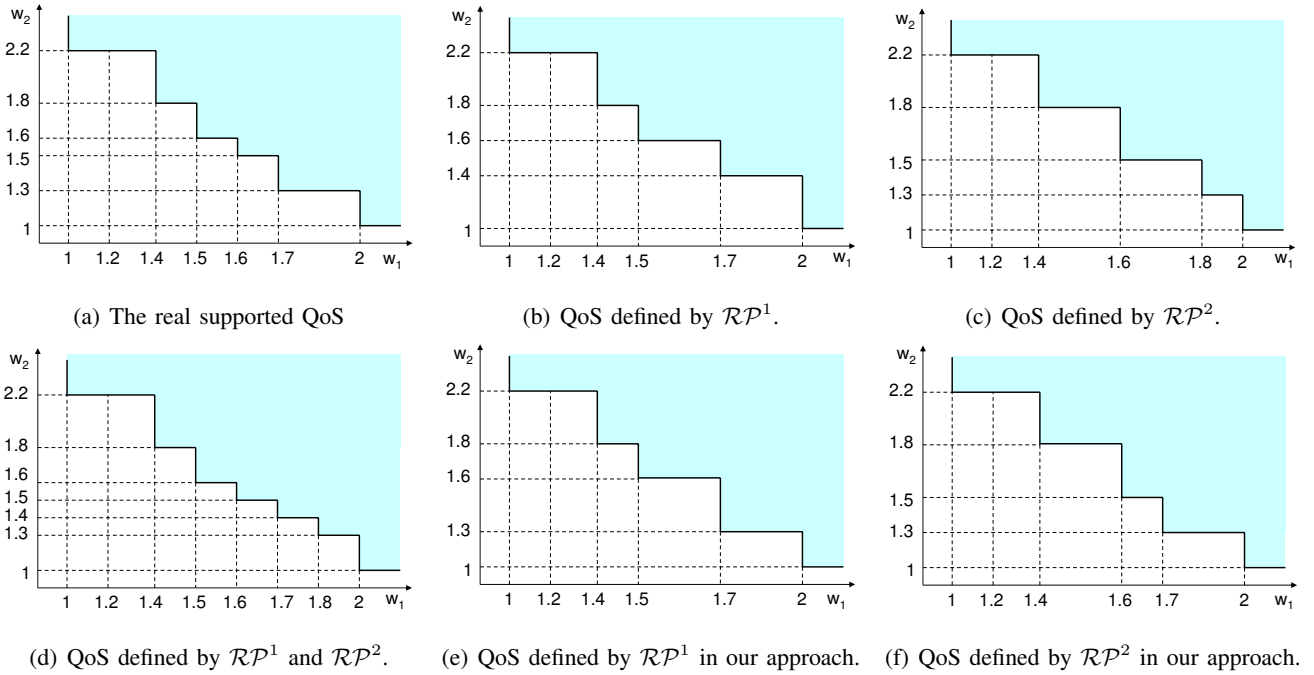 w₂
2.2
1.8
1.6
1.5
1.3
1
1 1.2 1.4 1.5 1.6 1.7 2 w₁
(a) The real supported QoS
w₂
2.2
1.8
1.6
1.4
1
1 1.2 1.4 1.5 1.7 2 w₁
(b) QoS defined by RP¹.
w₂
2.2
1.8
1.5
1.3
1
1 1.2 1.4 1.6 1.8 2 w₁
(c) QoS defined by RP².
w₂
2.2
1.8
1.6
1.5
1.4
1.3
1
1 1.2 1.4 1.5 1.6 1.7 1.8 2 w₁
(d) QoS defined by RP¹ and RP².
w₂
2.2
1.8
1.6
1.3
1
1 1.2 1.4 1.5 1.7 2 w₁
(e) QoS defined by RP¹ in our approach.
w₂
2.2
1.8
1.5
1.3
1
1 1.2 1.4 1.6 1.7 2 w₁
(f) QoS defined by RP² in our approach.